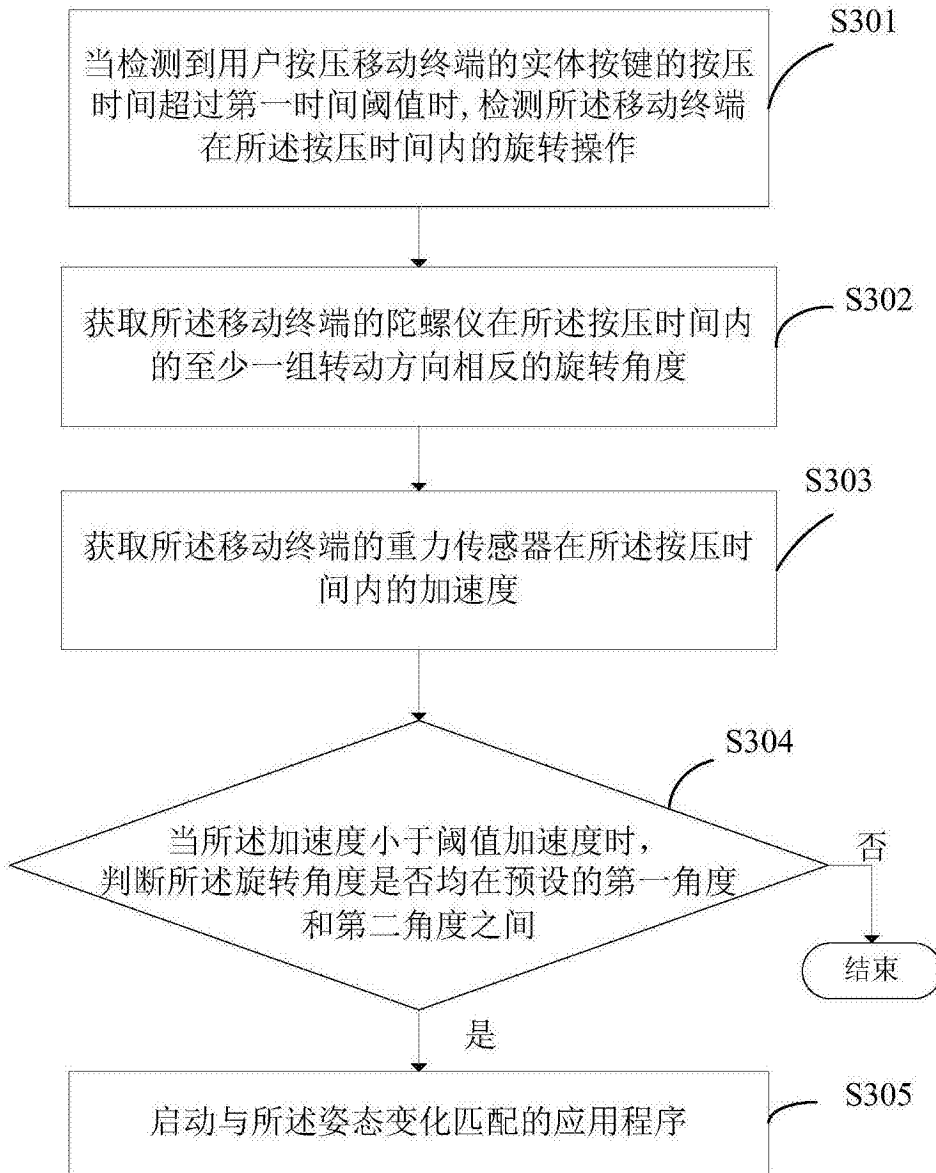 S301
当检测到用户按压移动终端的实体按键的按压
时间超过第一时间阈值时,检测所述移动终端
在所述按压时间内的旋转操作
S302
获取所述移动终端的陀螺仪在所述按压时间内
的至少一组转动方向相反的旋转角度
S303
获取所述移动终端的重力传感器在所述按压时
间内的加速度
S304
当所述加速度小于阈值加速度时，
判断所述旋转角度是否均在预设的第一角度
和第二角度之间
否
结束
是
S305
启动与所述姿态变化匹配的应用程序